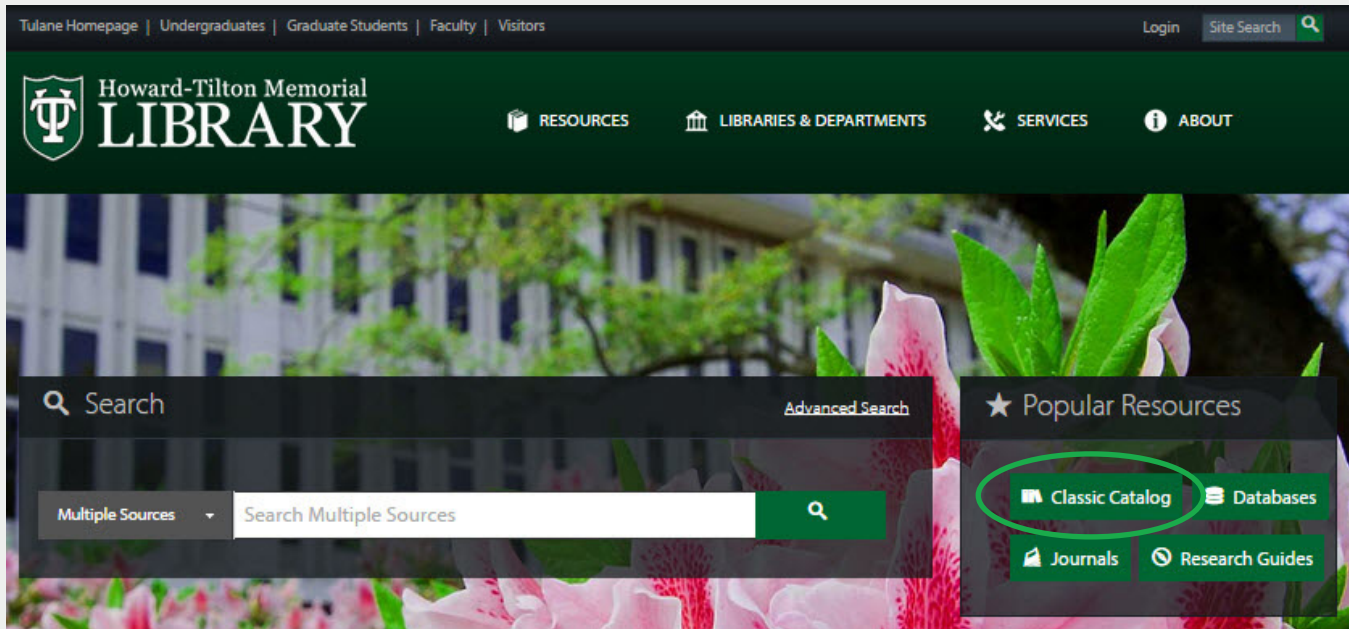 Tulane Homepage | Undergraduates | Graduate Students | Faculty | Visitors
Login Site Search
Howard-Tilton Memorial
LIBRARY
RESOURCES LIBRARIES & DEPARTMENTS SERVICES ABOUT
Search Advanced Search
Multiple Sources Search Multiple Sources
Popular Resources
Classic Catalog Databases
Journals Research Guides